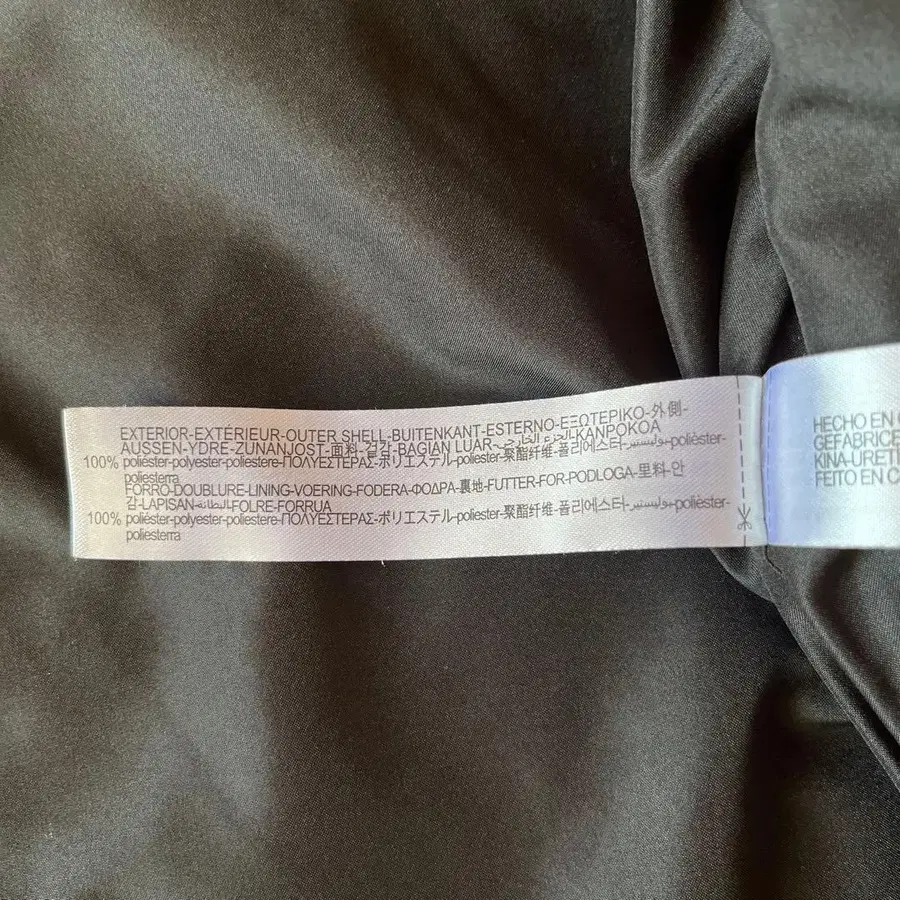 EXTERIOR-EXTÉRIEUR-OUTER SHELL-BUITENKANT-ESTERNO-ΕΞΩΤΕΡΙΚΟ-外側-
AUSSEN-YDRE-ZUNANJOST-面料-겉감-BAGIAN LUAR-الجزء الخارجي-KANPOKOA
100% poliéster-polyester-poliestere-ΠΟΛΥΕΣΤΕΡΑΣ-ポリエステル-poliester-聚酯纤维-폴리에스터-بوليستير-polièster-
poliesterra
FORRO-DOUBLURE-LINING-VOERING-FODERA-ΦΟΔΡΑ-裏地-FUTTER-FOR-PODLOGA-里料-안
감-LAPISAN-البطانة-FOLRE-FORRUA
100% poliéster-polyester-poliestere-ΠΟΛΥΕΣΤΕΡΑΣ-ポリエステル-poliester-聚酯纤维-폴리에스터-بوليستير-polièster-
poliesterra
HECHO EN
GEFABRICE
KINA-URETI
FEITO EN C